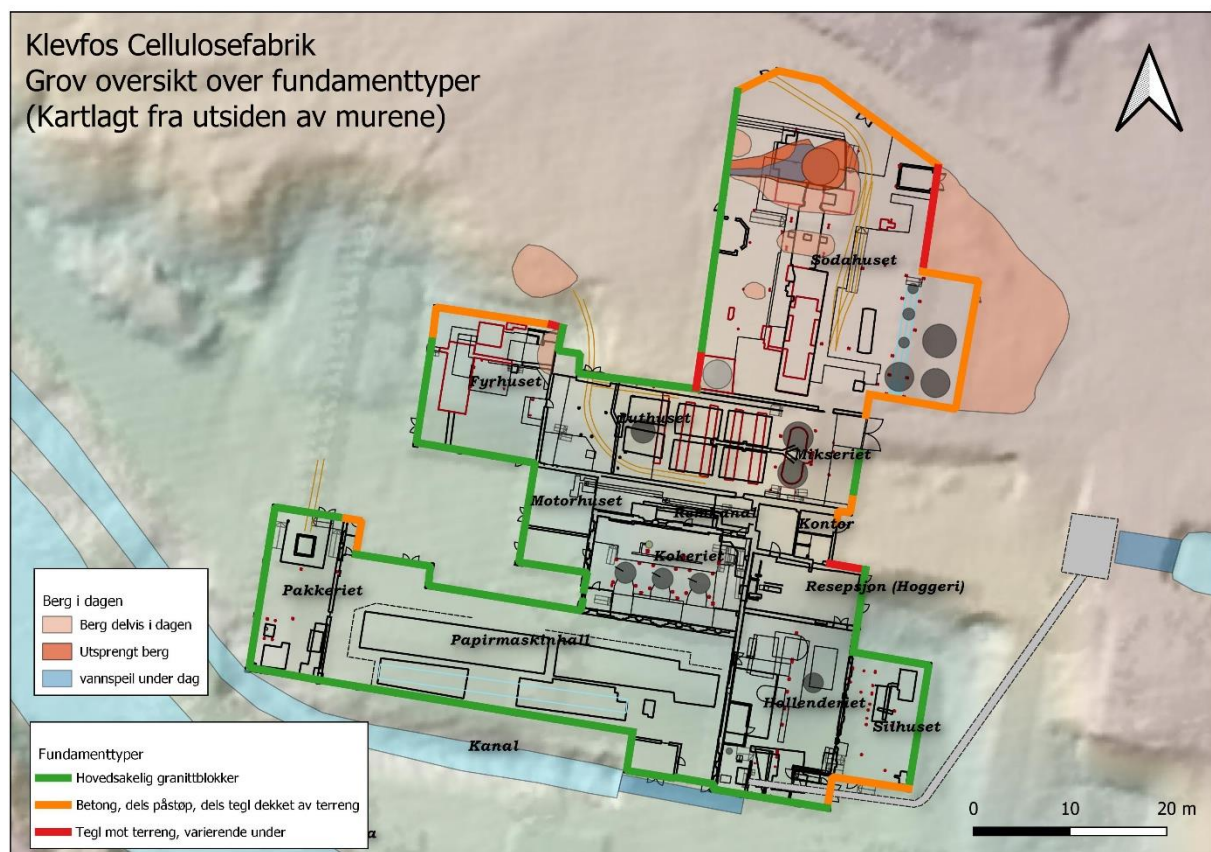 Klevfos Cellulosefabrik
Grov oversikt over fundamenttyper
(Kartlagt fra utsiden av murene)
Sodahuset
Fyrhuset
Luthuset
Mikseriet
Motorhuset
Remkanal
Kontor
Kokeriet
Resepsjon (Hoggeri)
Pakkeriet
Papirmaskinhall
Hollenderiet
Silhuset
Kanal
Berg i dagen
Berg delvis i dagen
Utsprengt berg
vannspeil under dag
Fundamenttyper
Hovedsakelig granittblokker
Betong, dels påstøp, dels tegl dekket av terreng
Tegl mot terreng, varierende under
0 10 20 m